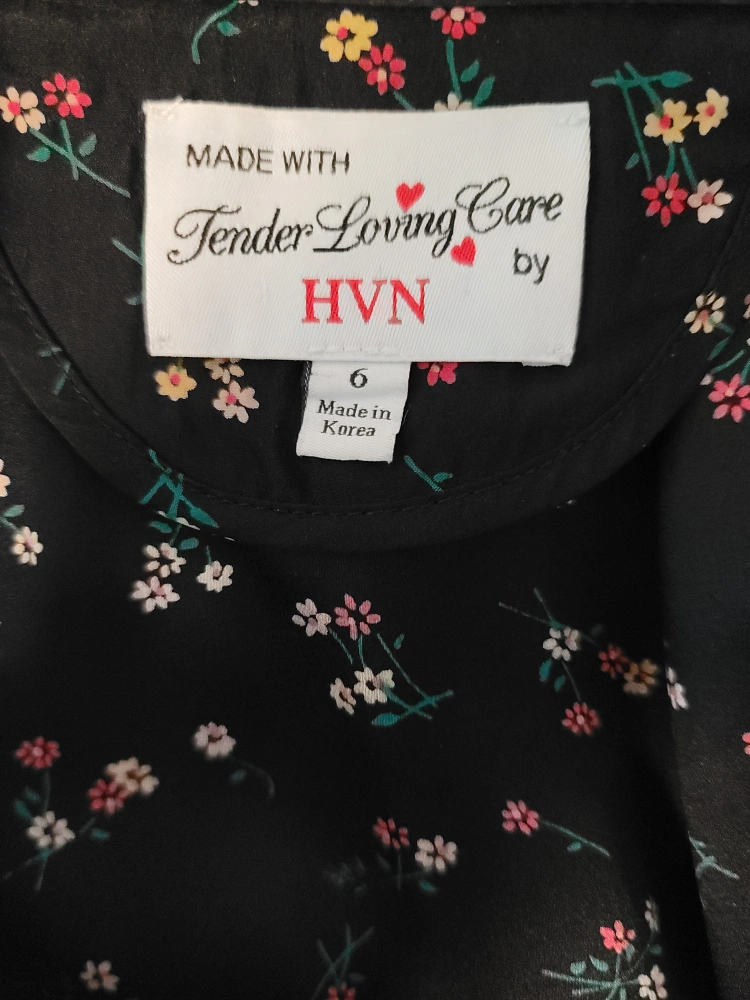 MADE WITH
Tender Loving Care
by
HVN
6
Made in
Korea